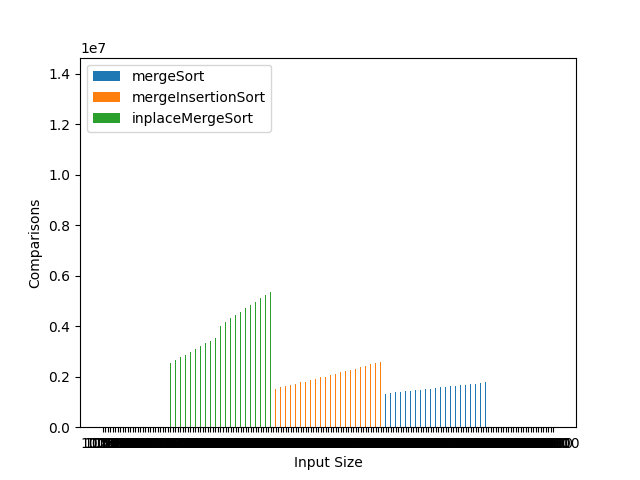 1e7
1.4
1.2
1.0
0.8
0.6
0.4
0.2
0.0
Comparisons
mergeSort
mergeInsertionSort
inplaceMergeSort
Input Size